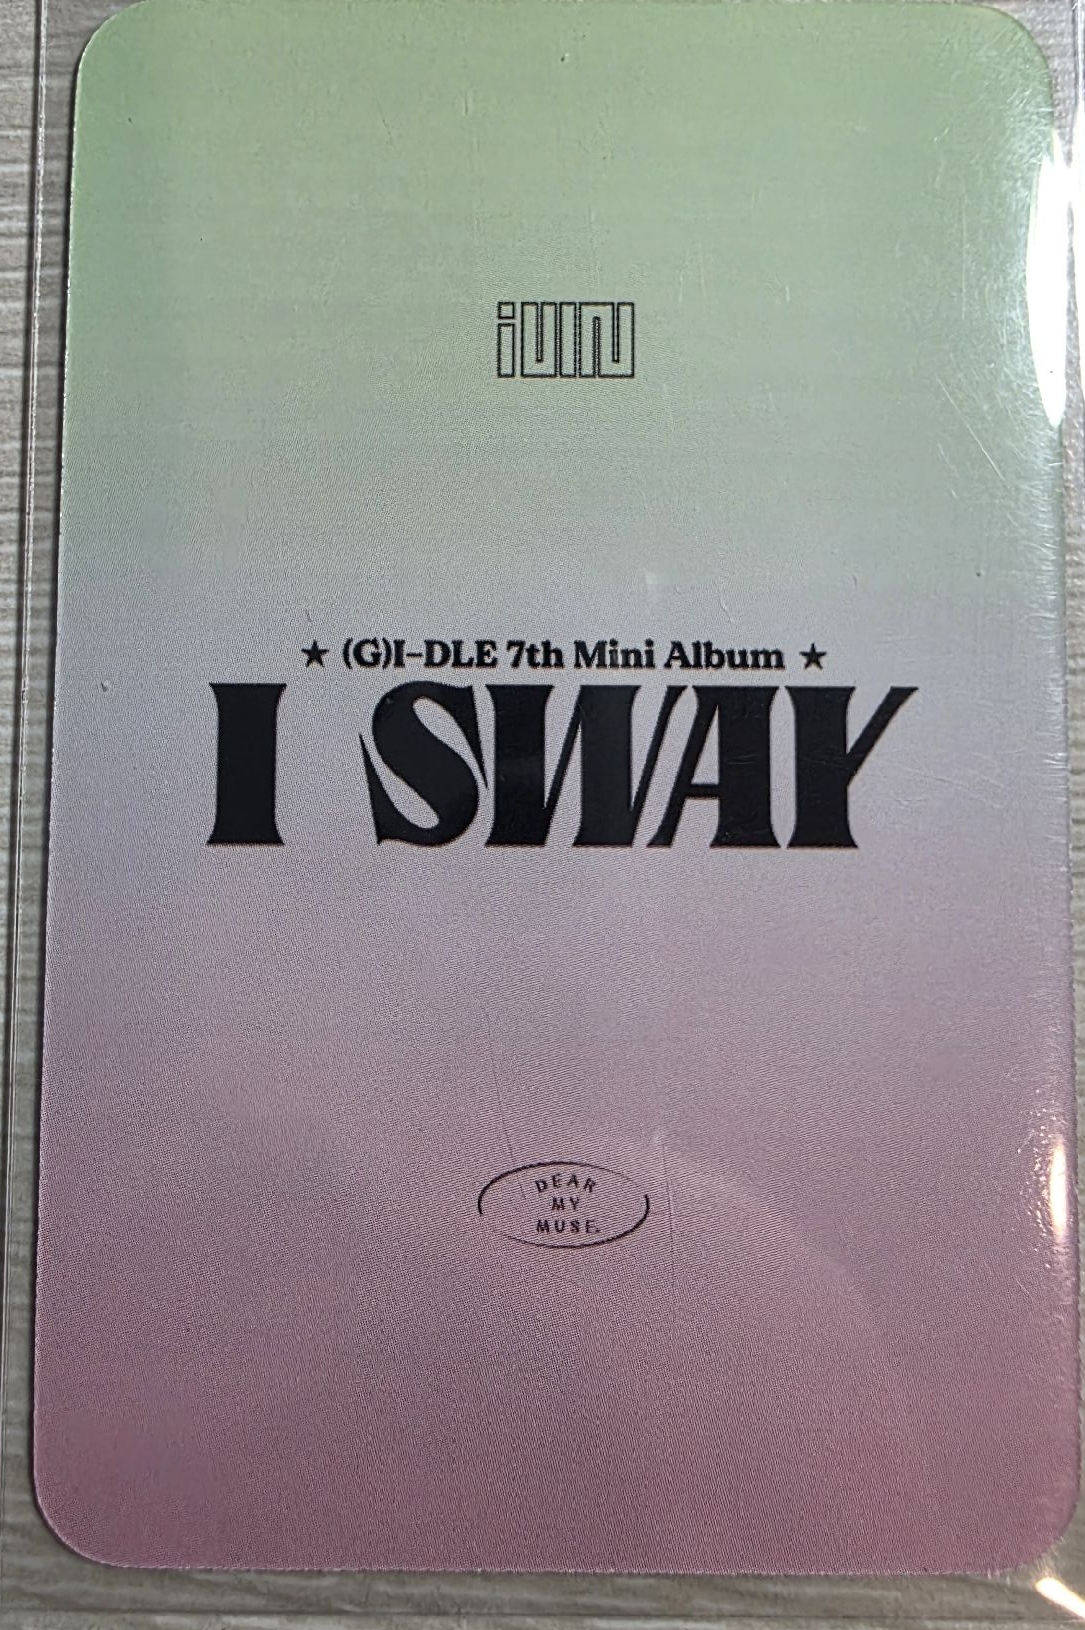 ★ (G)I-DLE 7th Mini Album ★
I SWAY
DEAR
MY
MUSE.